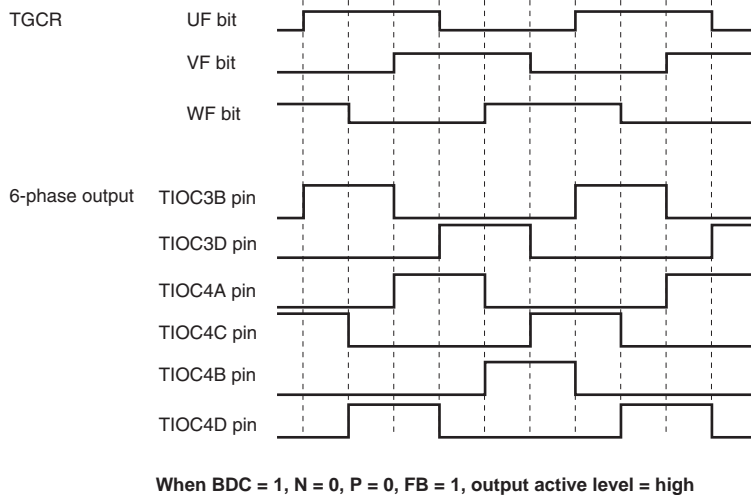 TGCR UF bit
VF bit
WF bit
6-phase output TIOC3B pin
TIOC3D pin
TIOC4A pin
TIOC4C pin
TIOC4B pin
TIOC4D pin
When BDC = 1, N = 0, P = 0, FB = 1, output active level = high